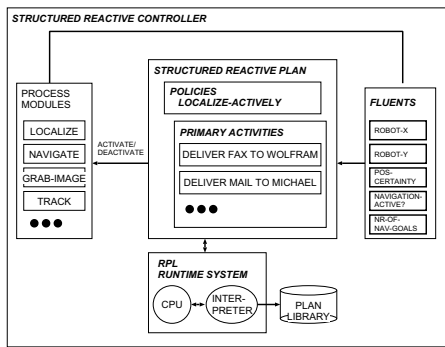 STRUCTURED REACTIVE CONTROLLER
PROCESS
MODULES
LOCALIZE
NAVIGATE
GRAB-IMAGE
TRACK
ACTIVATE/
DEACTIVATE
STRUCTURED REACTIVE PLAN
POLICIES
LOCALIZE-ACTIVELY
PRIMARY ACTIVITIES
DELIVER FAX TO WOLFRAM
DELIVER MAIL TO MICHAEL
FLUENTS
ROBOT-X
ROBOT-Y
POS-
CERTAINTY
NAVIGATION-
ACTIVE?
NR-OF-
NAV-GOALS
RPL
RUNTIME SYSTEM
CPU
INTER-
PRETER
PLAN
LIBRARY